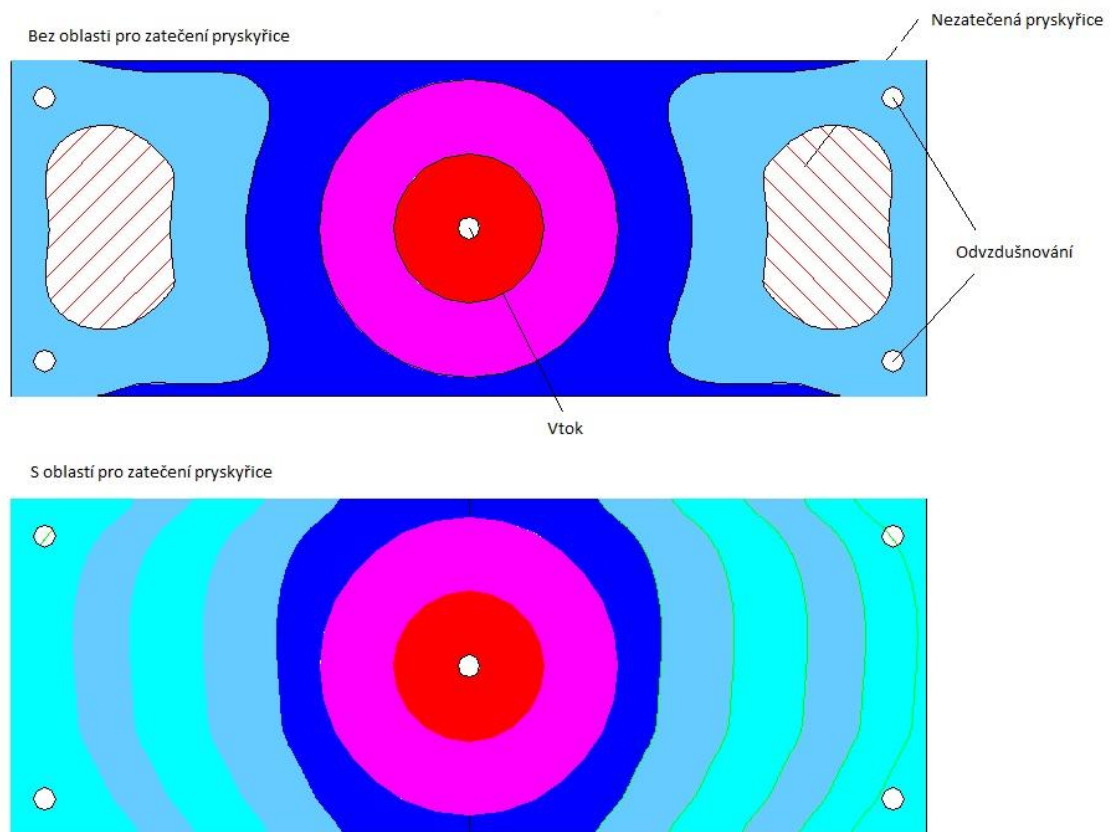 Nezatečená pryskyřice
Bez oblasti pro zatečení pryskyřice
Odvzdušnování
Vtok
S oblastí pro zatečení pryskyřice